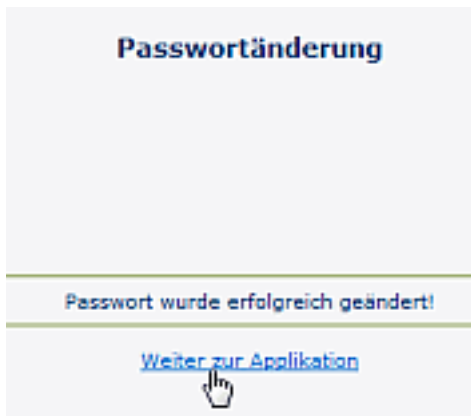 Passwortänderung
Passwort wurde erfolgreich geändert!
Weiter zur Applikation